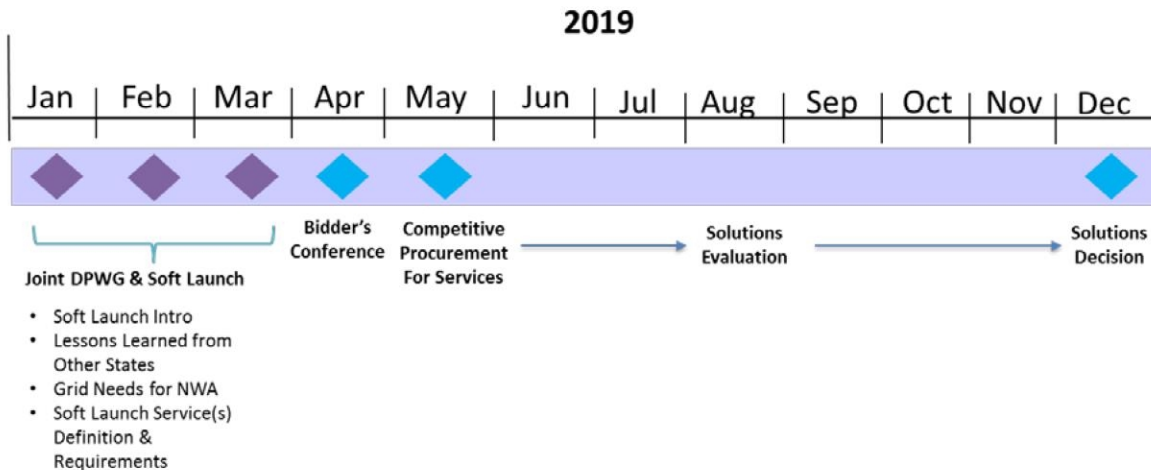 2019
Jan Feb Mar Apr May Jun Jul Aug Sep Oct Nov Dec
Joint DPWG & Soft Launch
• Soft Launch Intro
• Lessons Learned from
Other States
• Grid Needs for NWA
• Soft Launch Service(s)
Definition &
Requirements
Bidder's
Conference
Competitive
Procurement
For Services
Solutions
Evaluation
Solutions
Decision